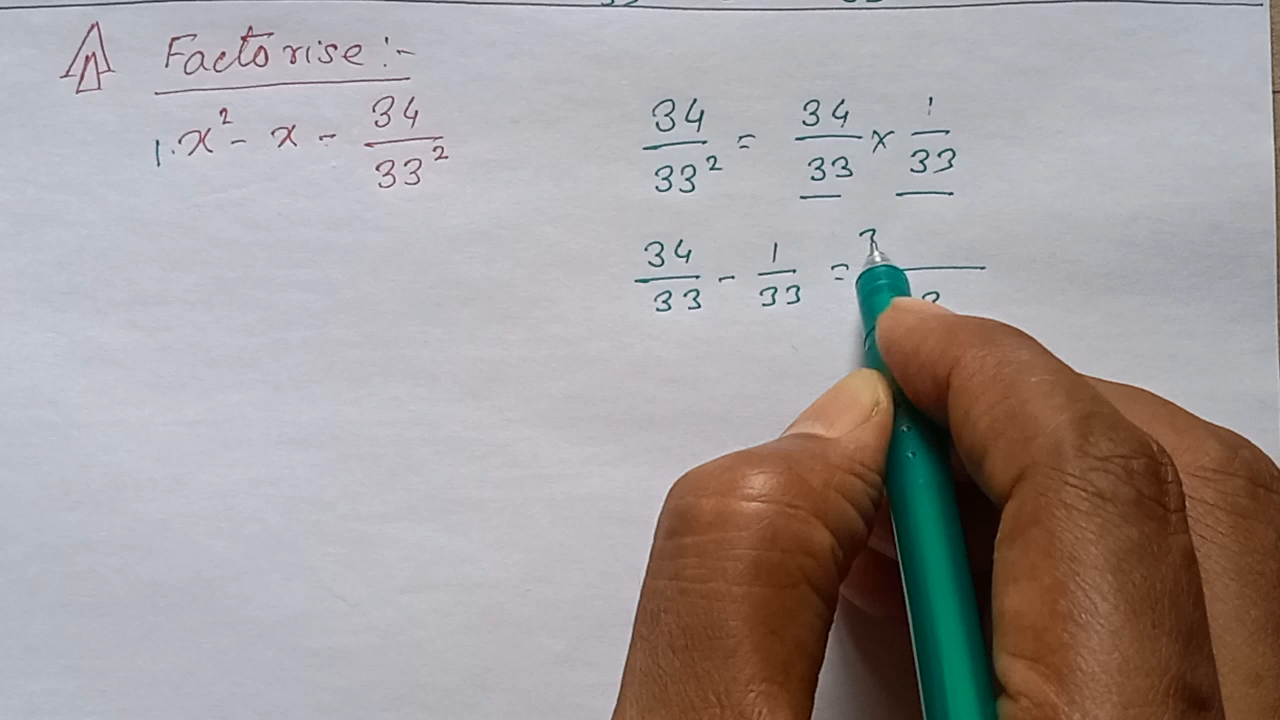 Factorise :-
1. x² - x - 34/33²
34/33² = 34/33 × 1/33
34/33 - 1/33 =